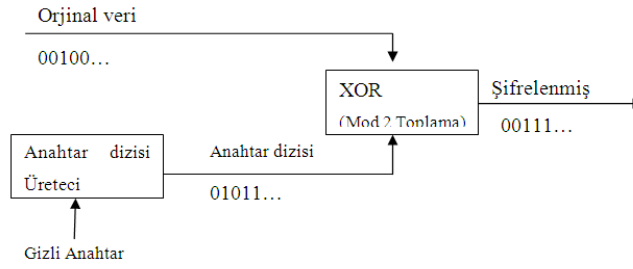 Orjinal veri
00100...
XOR
(Mod 2 Toplama)
Şifrelenmiş
00111...
Anahtar dizisi
Üreteci
Anahtar dizisi
01011...
Gizli Anahtar